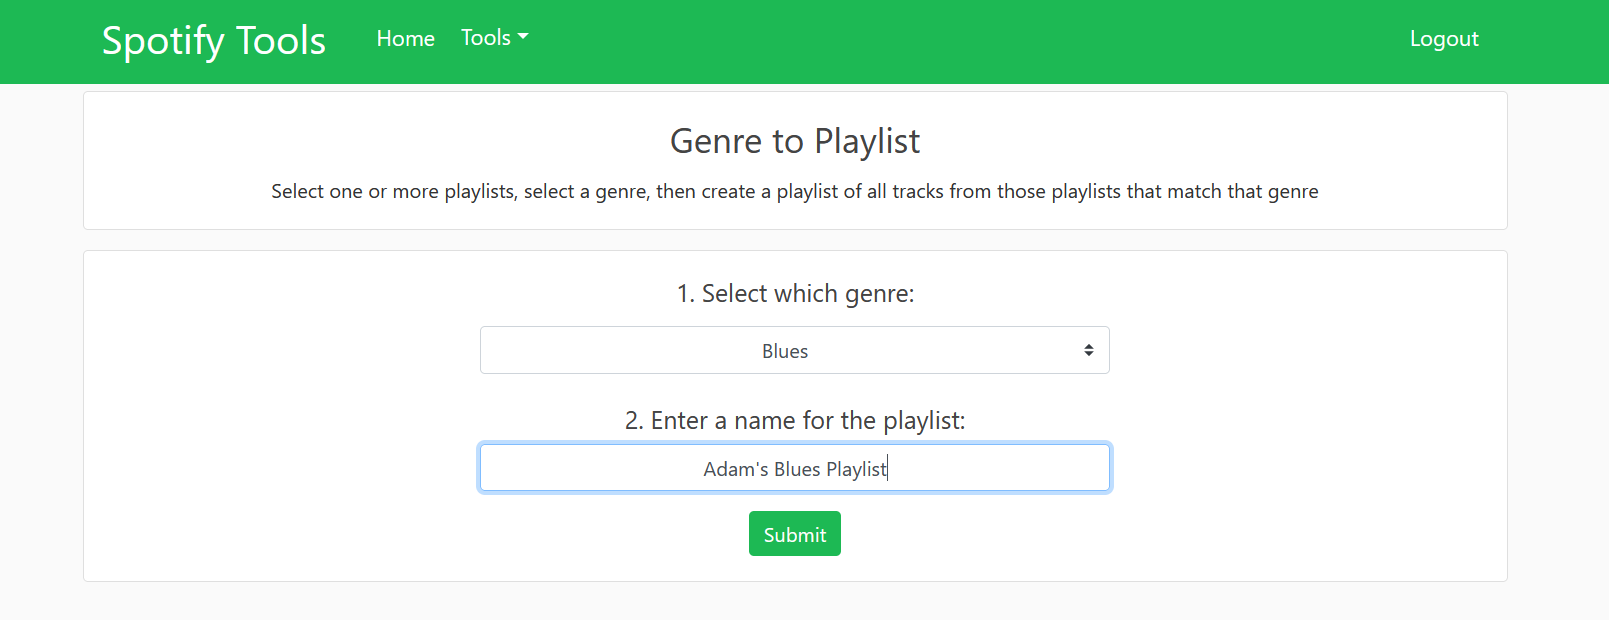 Spotify Tools Home Tools Logout
Genre to Playlist
Select one or more playlists, select a genre, then create a playlist of all tracks from those playlists that match that genre
1. Select which genre:
Blues
2. Enter a name for the playlist:
Adam's Blues Playlist
Submit